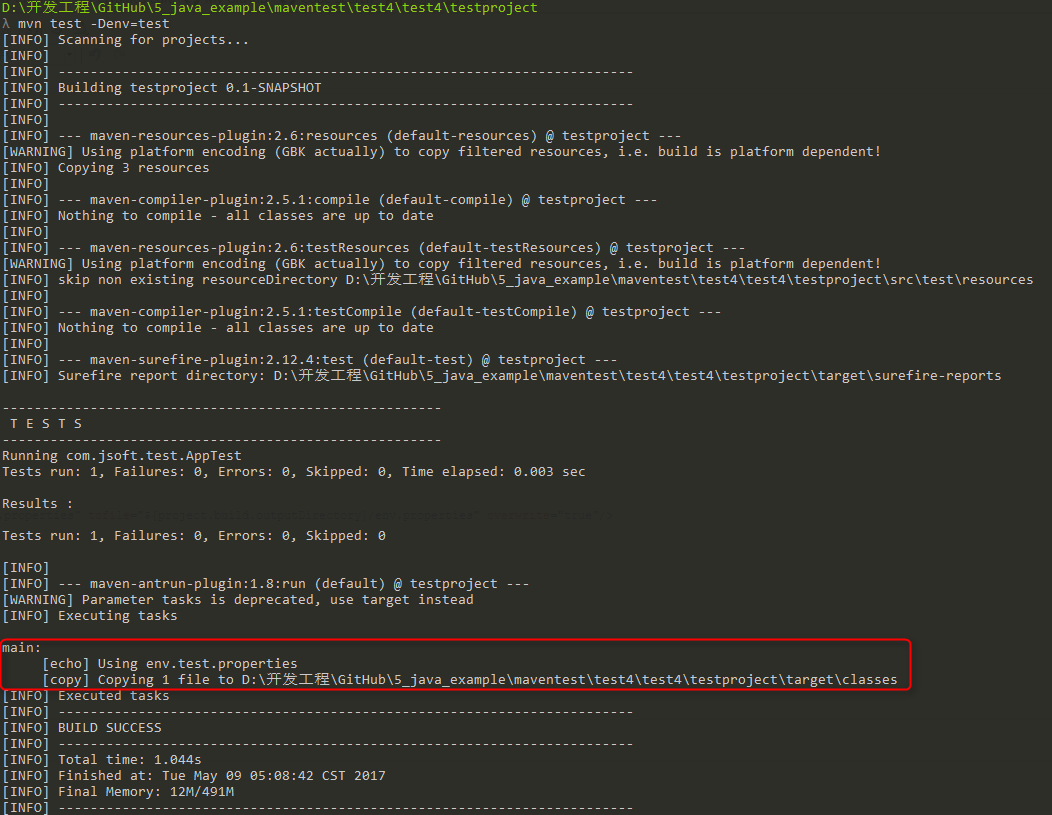 D:\开发工程\GitHub\5_java_example\maventest\test4\test4\testproject
λ mvn test -Denv=test
[INFO] Scanning for projects...
[INFO]
[INFO] ------------------------------------------------------------------------
[INFO] Building testproject 0.1-SNAPSHOT
[INFO] ------------------------------------------------------------------------
[INFO]
[INFO] --- maven-resources-plugin:2.6:resources (default-resources) @ testproject ---
[WARNING] Using platform encoding (GBK actually) to copy filtered resources, i.e. build is platform dependent!
[INFO] Copying 3 resources
[INFO]
[INFO] --- maven-compiler-plugin:2.5.1:compile (default-compile) @ testproject ---
[INFO] Nothing to compile - all classes are up to date
[INFO]
[INFO] --- maven-resources-plugin:2.6:testResources (default-testResources) @ testproject ---
[WARNING] Using platform encoding (GBK actually) to copy filtered resources, i.e. build is platform dependent!
[INFO] skip non existing resourceDirectory D:\开发工程\GitHub\5_java_example\maventest\test4\test4\testproject\src\test\resources
[INFO]
[INFO] --- maven-compiler-plugin:2.5.1:testCompile (default-testCompile) @ testproject ---
[INFO] Nothing to compile - all classes are up to date
[INFO]
[INFO] --- maven-surefire-plugin:2.12.4:test (default-test) @ testproject ---
[INFO] Surefire report directory: D:\开发工程\GitHub\5_java_example\maventest\test4\test4\testproject\target\surefire-reports
-------------------------------------------------------
T E S T S
-------------------------------------------------------
Running com.jsoft.test.AppTest
Tests run: 1, Failures: 0, Errors: 0, Skipped: 0, Time elapsed: 0.003 sec
Results :
Tests run: 1, Failures: 0, Errors: 0, Skipped: 0
[INFO]
[INFO] --- maven-antrun-plugin:1.8:run (default) @ testproject ---
[WARNING] Parameter tasks is deprecated, use target instead
[INFO] Executing tasks
main:
[echo] Using env.test.properties
[copy] Copying 1 file to D:\开发工程\GitHub\5_java_example\maventest\test4\test4\testproject\target\classes
[INFO] Executed tasks
[INFO] ------------------------------------------------------------------------
[INFO] BUILD SUCCESS
[INFO] ------------------------------------------------------------------------
[INFO] Total time: 1.044s
[INFO] Finished at: Tue May 09 05:08:42 CST 2017
[INFO] Final Memory: 12M/491M
[INFO] ------------------------------------------------------------------------